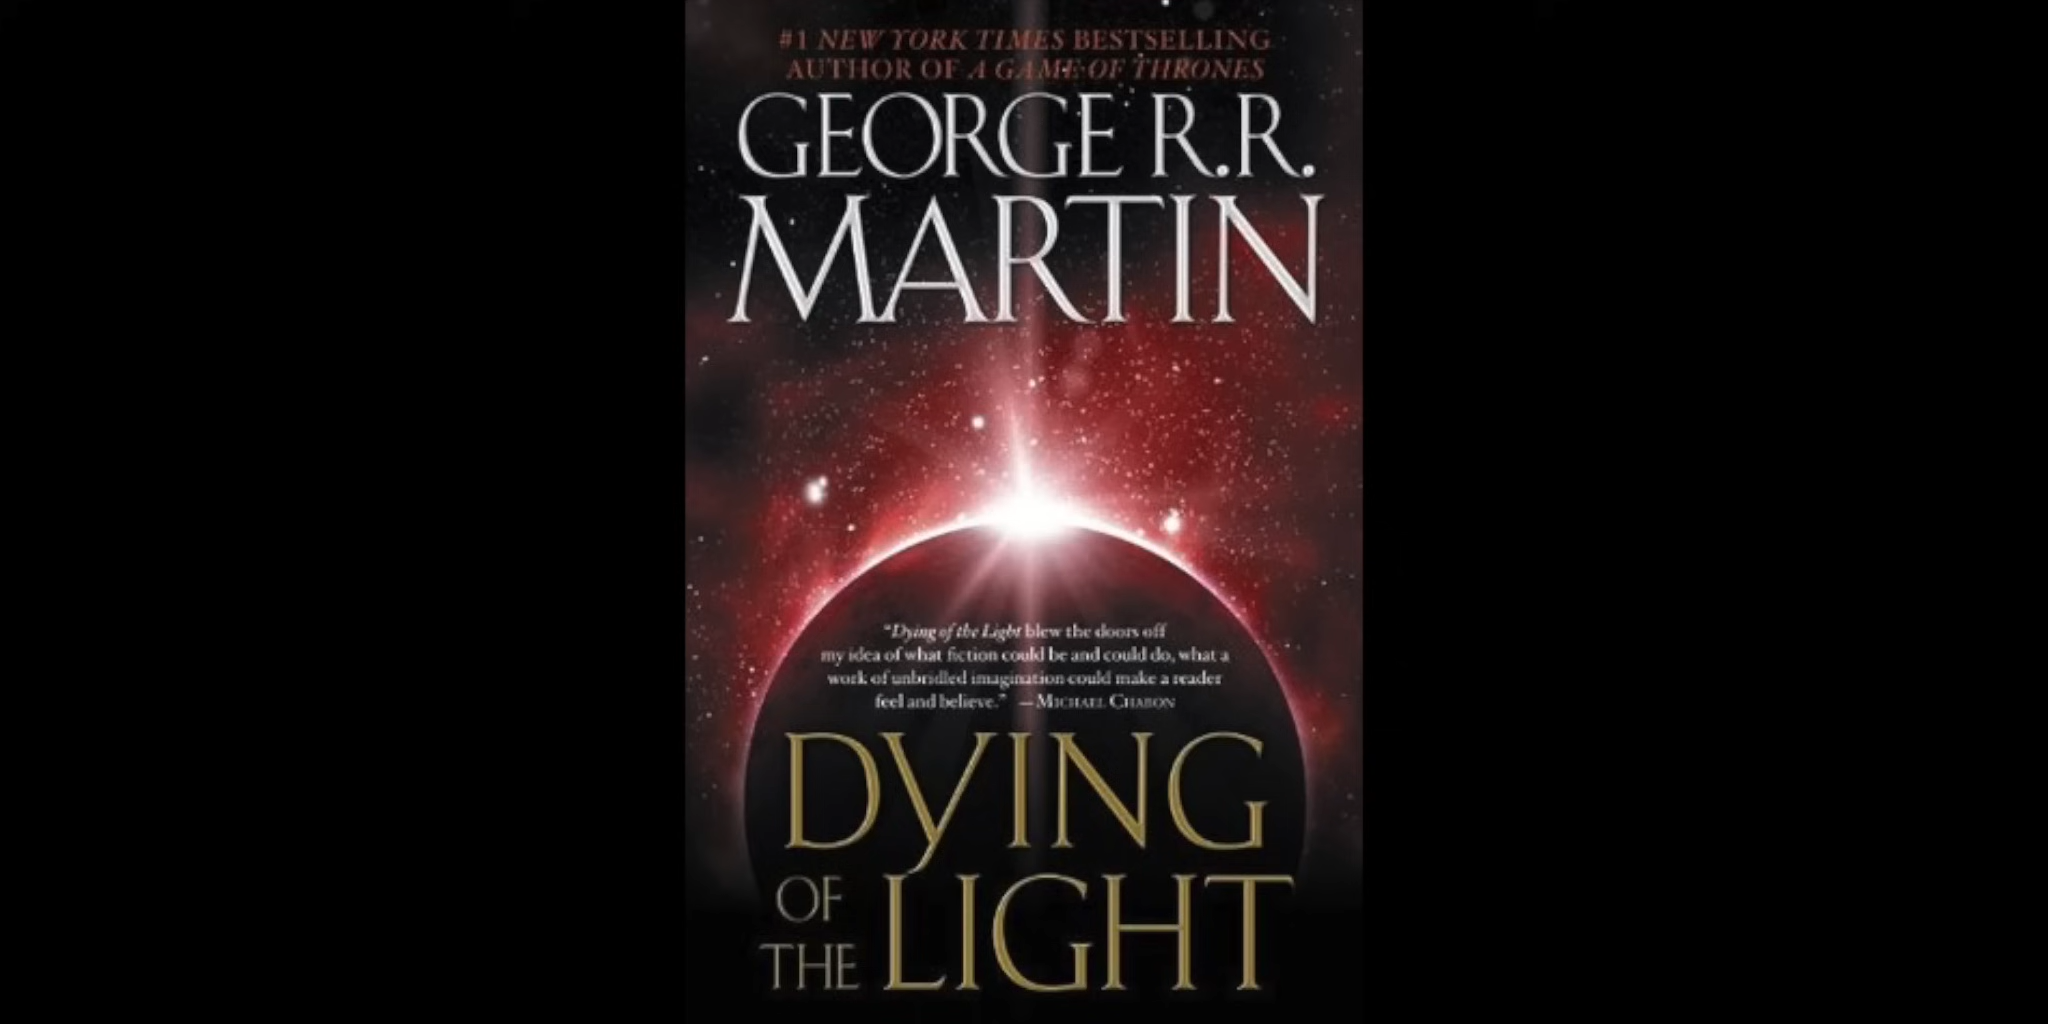 #1 NEW YORK TIMES BESTSELLING
AUTHOR OF A GAME OF THRONES
GEORGE R.R.
MARTIN
"Dying of the Light blew the doors off
my idea of what fiction could be and could do, what a
work of unbridled imagination could make a reader
feel and believe." —MICHAEL CHABON
DYING
OF
THE LIGHT